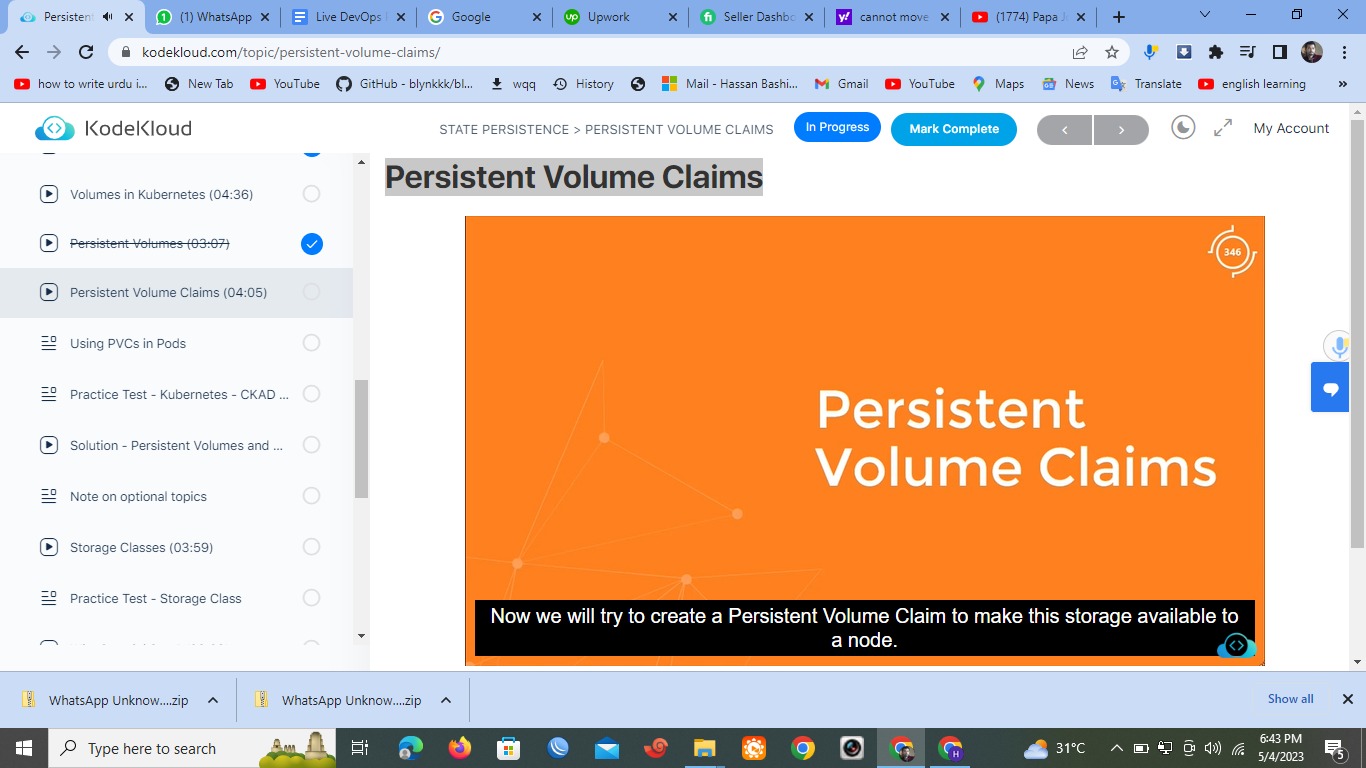 Persistent
(1) WhatsApp
Live DevOps
Google
Upwork
Seller Dashbo
cannot move
(1774) Papa J
kodekloud.com/topic/persistent-volume-claims/
how to write urdu i...
New Tab
YouTube
GitHub - blynkkk/bl...
wqq
History
Mail - Hassan Bashi...
Gmail
YouTube
Maps
News
Translate
english learning
»
KodeKloud
STATE PERSISTENCE > PERSISTENT VOLUME CLAIMS
In Progress
Mark Complete
My Account
Volumes in Kubernetes (04:36)
Persistent Volumes (03:07)
Persistent Volume Claims (04:05)
Using PVCs in Pods
Practice Test - Kubernetes - CKAD ...
Solution - Persistent Volumes and ...
Note on optional topics
Storage Classes (03:59)
Practice Test - Storage Class
Persistent Volume Claims
346
Persistent
Volume Claims
Now we will try to create a Persistent Volume Claim to make this storage available to
a node.
WhatsApp Unknow....zip
WhatsApp Unknow....zip
Show all
Type here to search
31°C
6:43 PM
5/4/2023
5